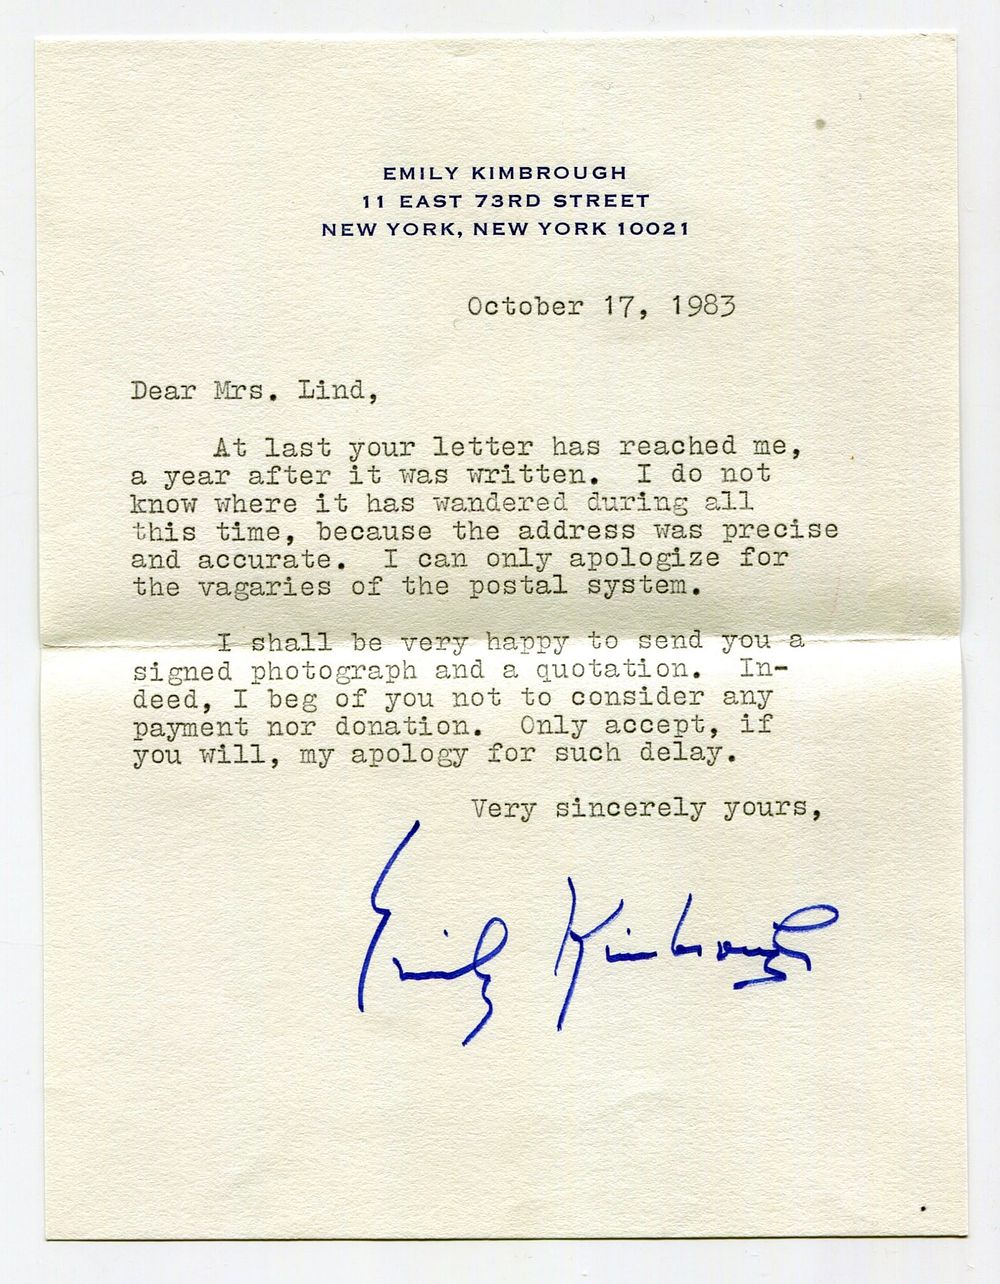 EMILY KIMBROUGH
11 EAST 73RD STREET
NEW YORK, NEW YORK 10021
October 17, 1983
Dear Mrs. Lind,
At last your letter has reached me,
a year after it was written. I do not
know where it has wandered during all
this time, because the address was precise
and accurate. I can only apologize for
the vagaries of the postal system.
I shall be very happy to send you a
signed photograph and a quotation. In-
deed, I beg of you not to consider any
payment nor donation. Only accept, if
you will, my apology for such delay.
Very sincerely yours,
Emily Kimbrough